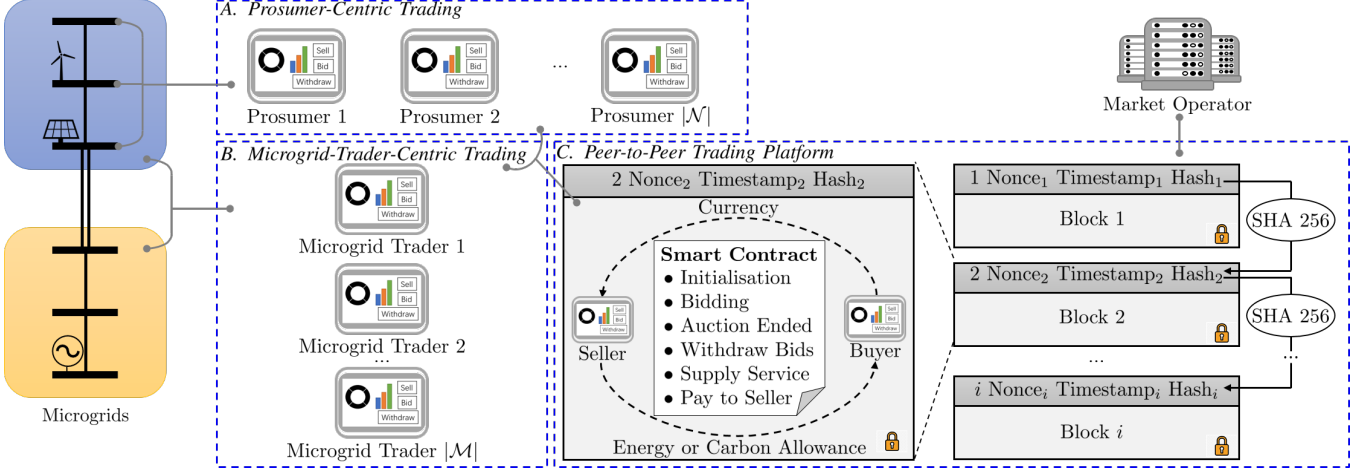 A. Prosumer-Centric Trading
Sell
Bid
Withdraw
Prosumer 1
Sell
Bid
Withdraw
Prosumer 2
...
Sell
Bid
Withdraw
Prosumer |𝒩|
Market Operator
Microgrids
B. Microgrid-Trader-Centric Trading
Sell
Bid
Withdraw
Microgrid Trader 1
Sell
Bid
Withdraw
Microgrid Trader 2
...
Sell
Bid
Withdraw
Microgrid Trader |ℳ|
C. Peer-to-Peer Trading Platform
2 Nonce₂ Timestamp₂ Hash₂
Currency
Smart Contract
● Initialisation
● Bidding
● Auction Ended
● Withdraw Bids
● Supply Service
● Pay to Seller
Sell
Bid
Withdraw
Seller
Sell
Bid
Withdraw
Buyer
Energy or Carbon Allowance
1 Nonce₁ Timestamp₁ Hash₁
Block 1
SHA 256
2 Nonce₂ Timestamp₂ Hash₂
Block 2
SHA 256
...
...
i Nonceᵢ Timestampᵢ Hashᵢ
Block i